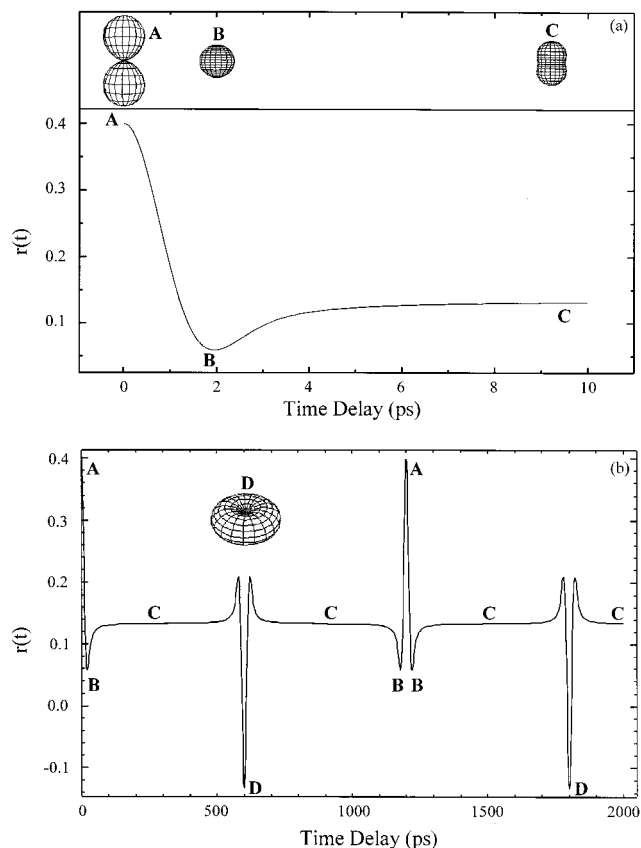 A B C (a)
A
0.4
0.3
0.2
0.1
r(t)
B
C
0 2 4 6 8 10
Time Delay (ps)
0.4
0.3
0.2
0.1
0.0
-0.1
r(t)
A D A (b)
C C C C
B B B
D D
0 500 1000 1500 2000
Time Delay (ps)